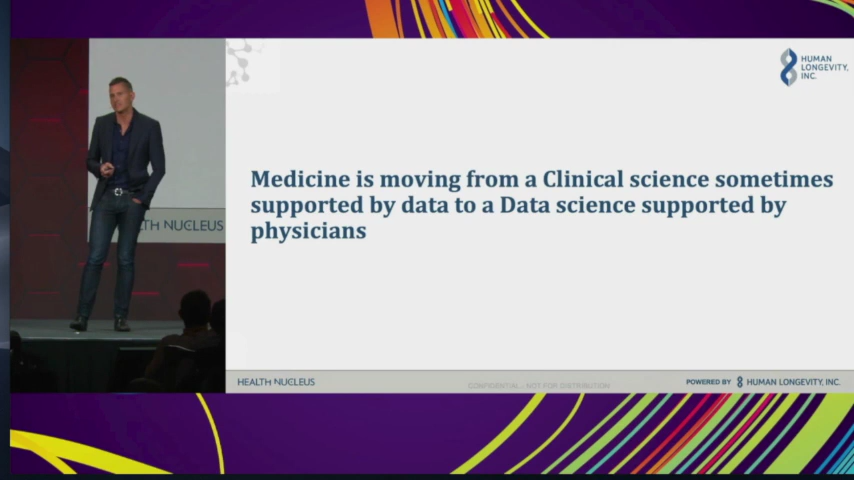 HUMAN
LONGEVITY,
INC.
Medicine is moving from a Clinical science sometimes
supported by data to a Data science supported by
physicians
TH NUCLEUS
HEALTH NUCLEUS
CONFIDENTIAL - NOT FOR DISTRIBUTION
POWERED BY HUMAN LONGEVITY, INC.